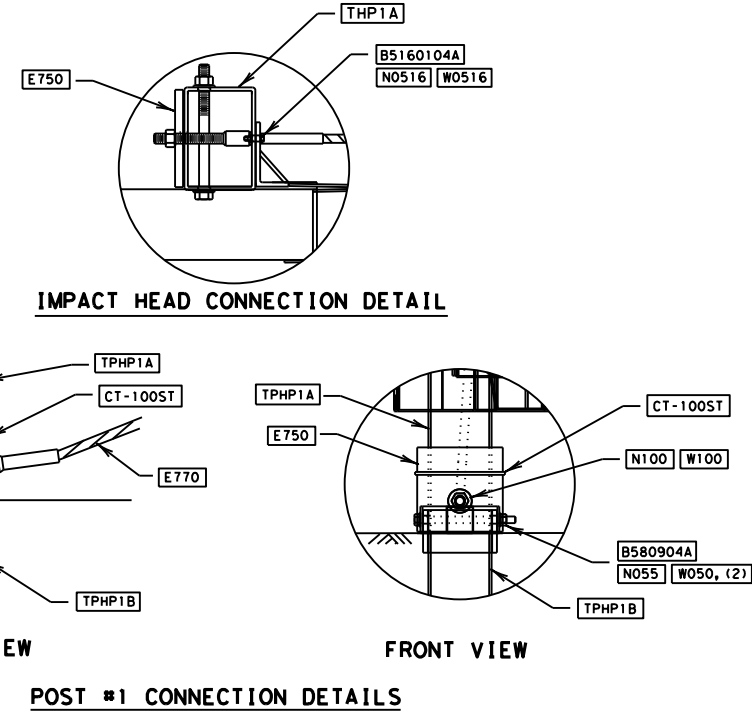 THP1A
B5160104A
N0516 W0516
E750
IMPACT HEAD CONNECTION DETAIL
TPHP1A
CT-100ST
E770
TPHP1B
EW
TPHP1A
E750
CT-100ST
N100 W100
B580904A
N055 W050, (2)
TPHP1B
FRONT VIEW
POST #1 CONNECTION DETAILS